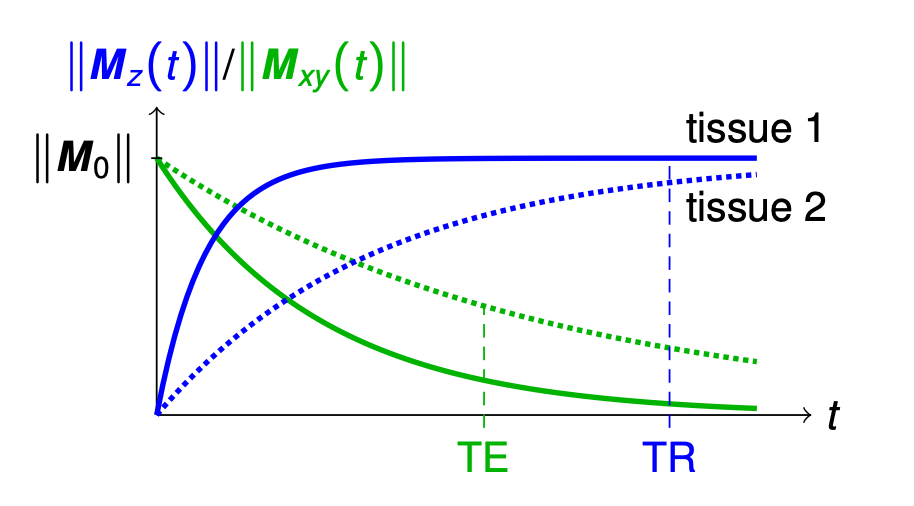 ‖M_z(t)‖/‖M_xy(t)‖
‖M_0‖
tissue 1
tissue 2
t
TE
TR